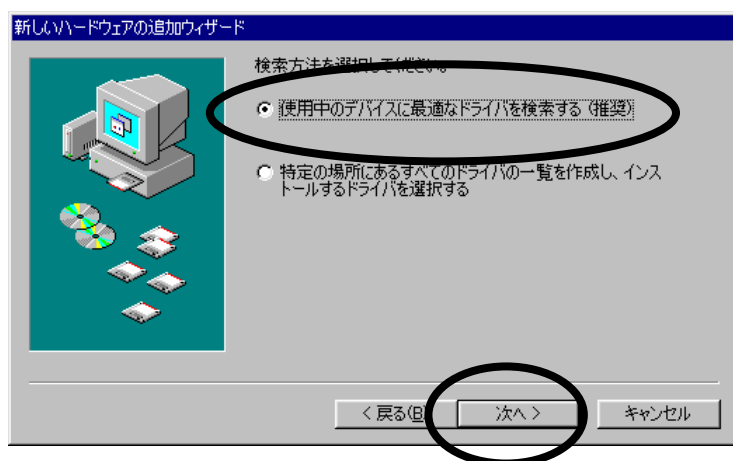 新しいハードウェアの追加ウィザード
検索方法を選択してください。
使用中のデバイスに最適なドライバを検索する (推奨)
特定の場所にあるすべてのドライバの一覧を作成し、インス
トールするドライバを選択する
< 戻る(B)
次へ >
キャンセル